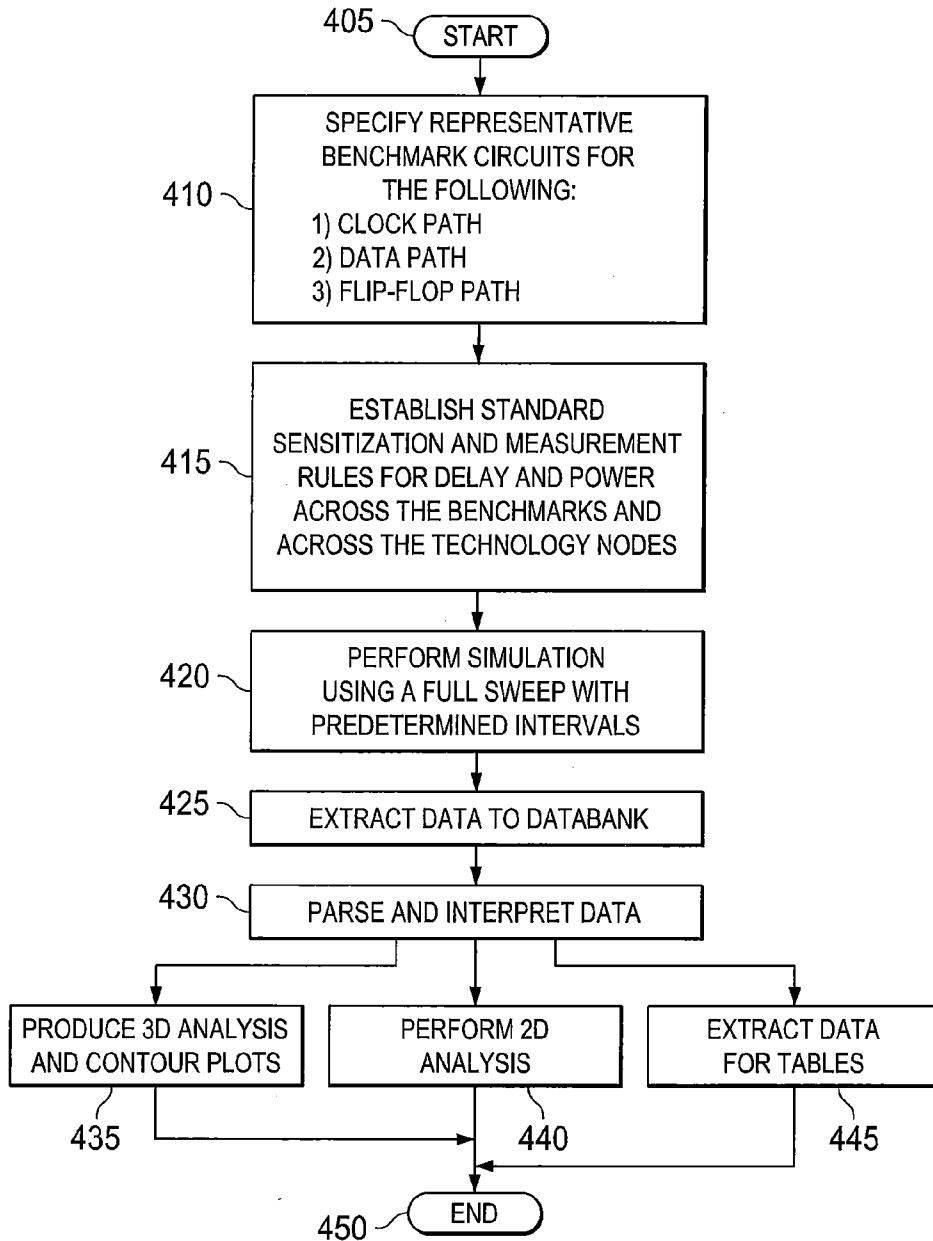 405
START
410
SPECIFY REPRESENTATIVE
BENCHMARK CIRCUITS FOR
THE FOLLOWING:
1) CLOCK PATH
2) DATA PATH
3) FLIP-FLOP PATH
415
ESTABLISH STANDARD
SENSITIZATION AND MEASUREMENT
RULES FOR DELAY AND POWER
ACROSS THE BENCHMARKS AND
ACROSS THE TECHNOLOGY NODES
420
PERFORM SIMULATION
USING A FULL SWEEP WITH
PREDETERMINED INTERVALS
425
EXTRACT DATA TO DATABANK
430
PARSE AND INTERPRET DATA
PRODUCE 3D ANALYSIS
AND CONTOUR PLOTS
435
PERFORM 2D
ANALYSIS
440
EXTRACT DATA
FOR TABLES
445
450
END